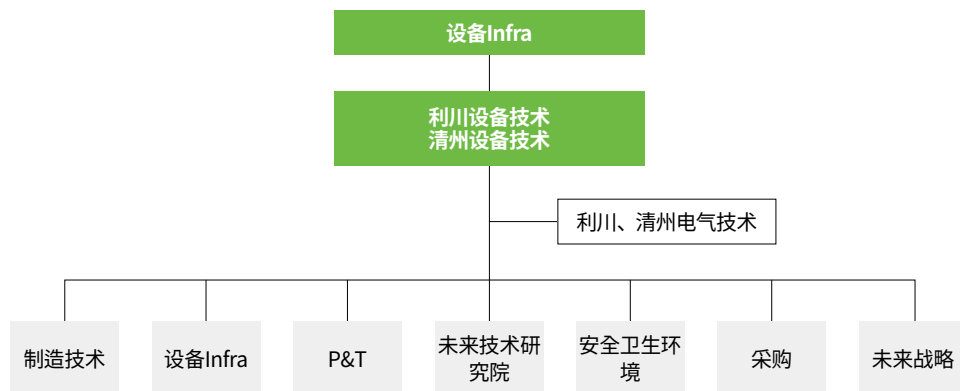 设备Infra
利川设备技术
清州设备技术
利川、清州电气技术
制造技术
设备Infra
P&T
未来技术研
究院
安全卫生环
境
采购
未来战略